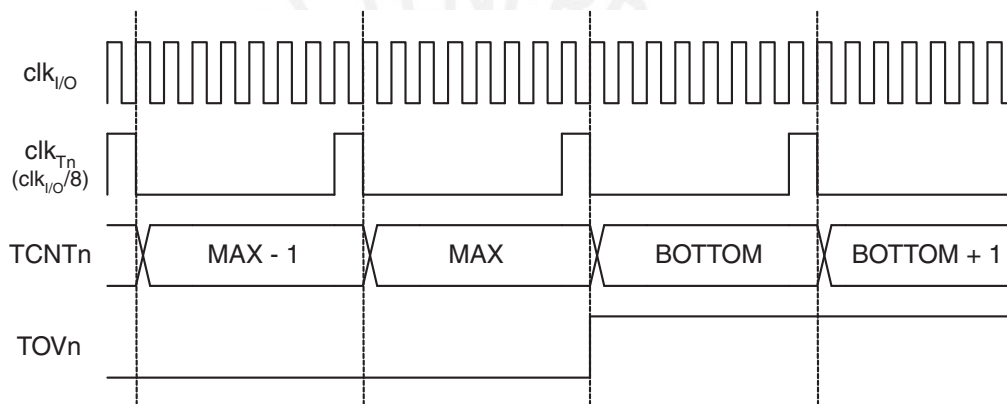 clkI/O
clkTn
(clkI/O/8)
TCNTn MAX - 1 MAX BOTTOM BOTTOM + 1
TOVn